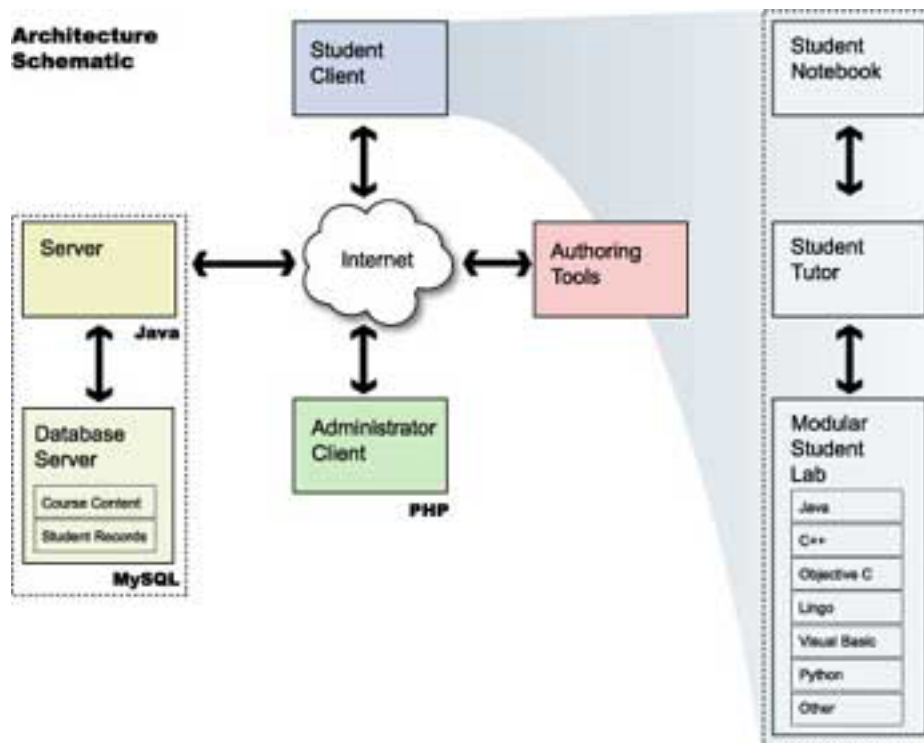 Architecture
Schematic
Student
Client
Student
Notebook
Server
Java
Internet
Authoring
Tools
Student
Tutor
Database
Server
Course Content
Student Records
MySQL
Administrator
Client
PHP
Modular
Student
Lab
Java
C++
Objective C
Lingo
Visual Basic
Python
Other